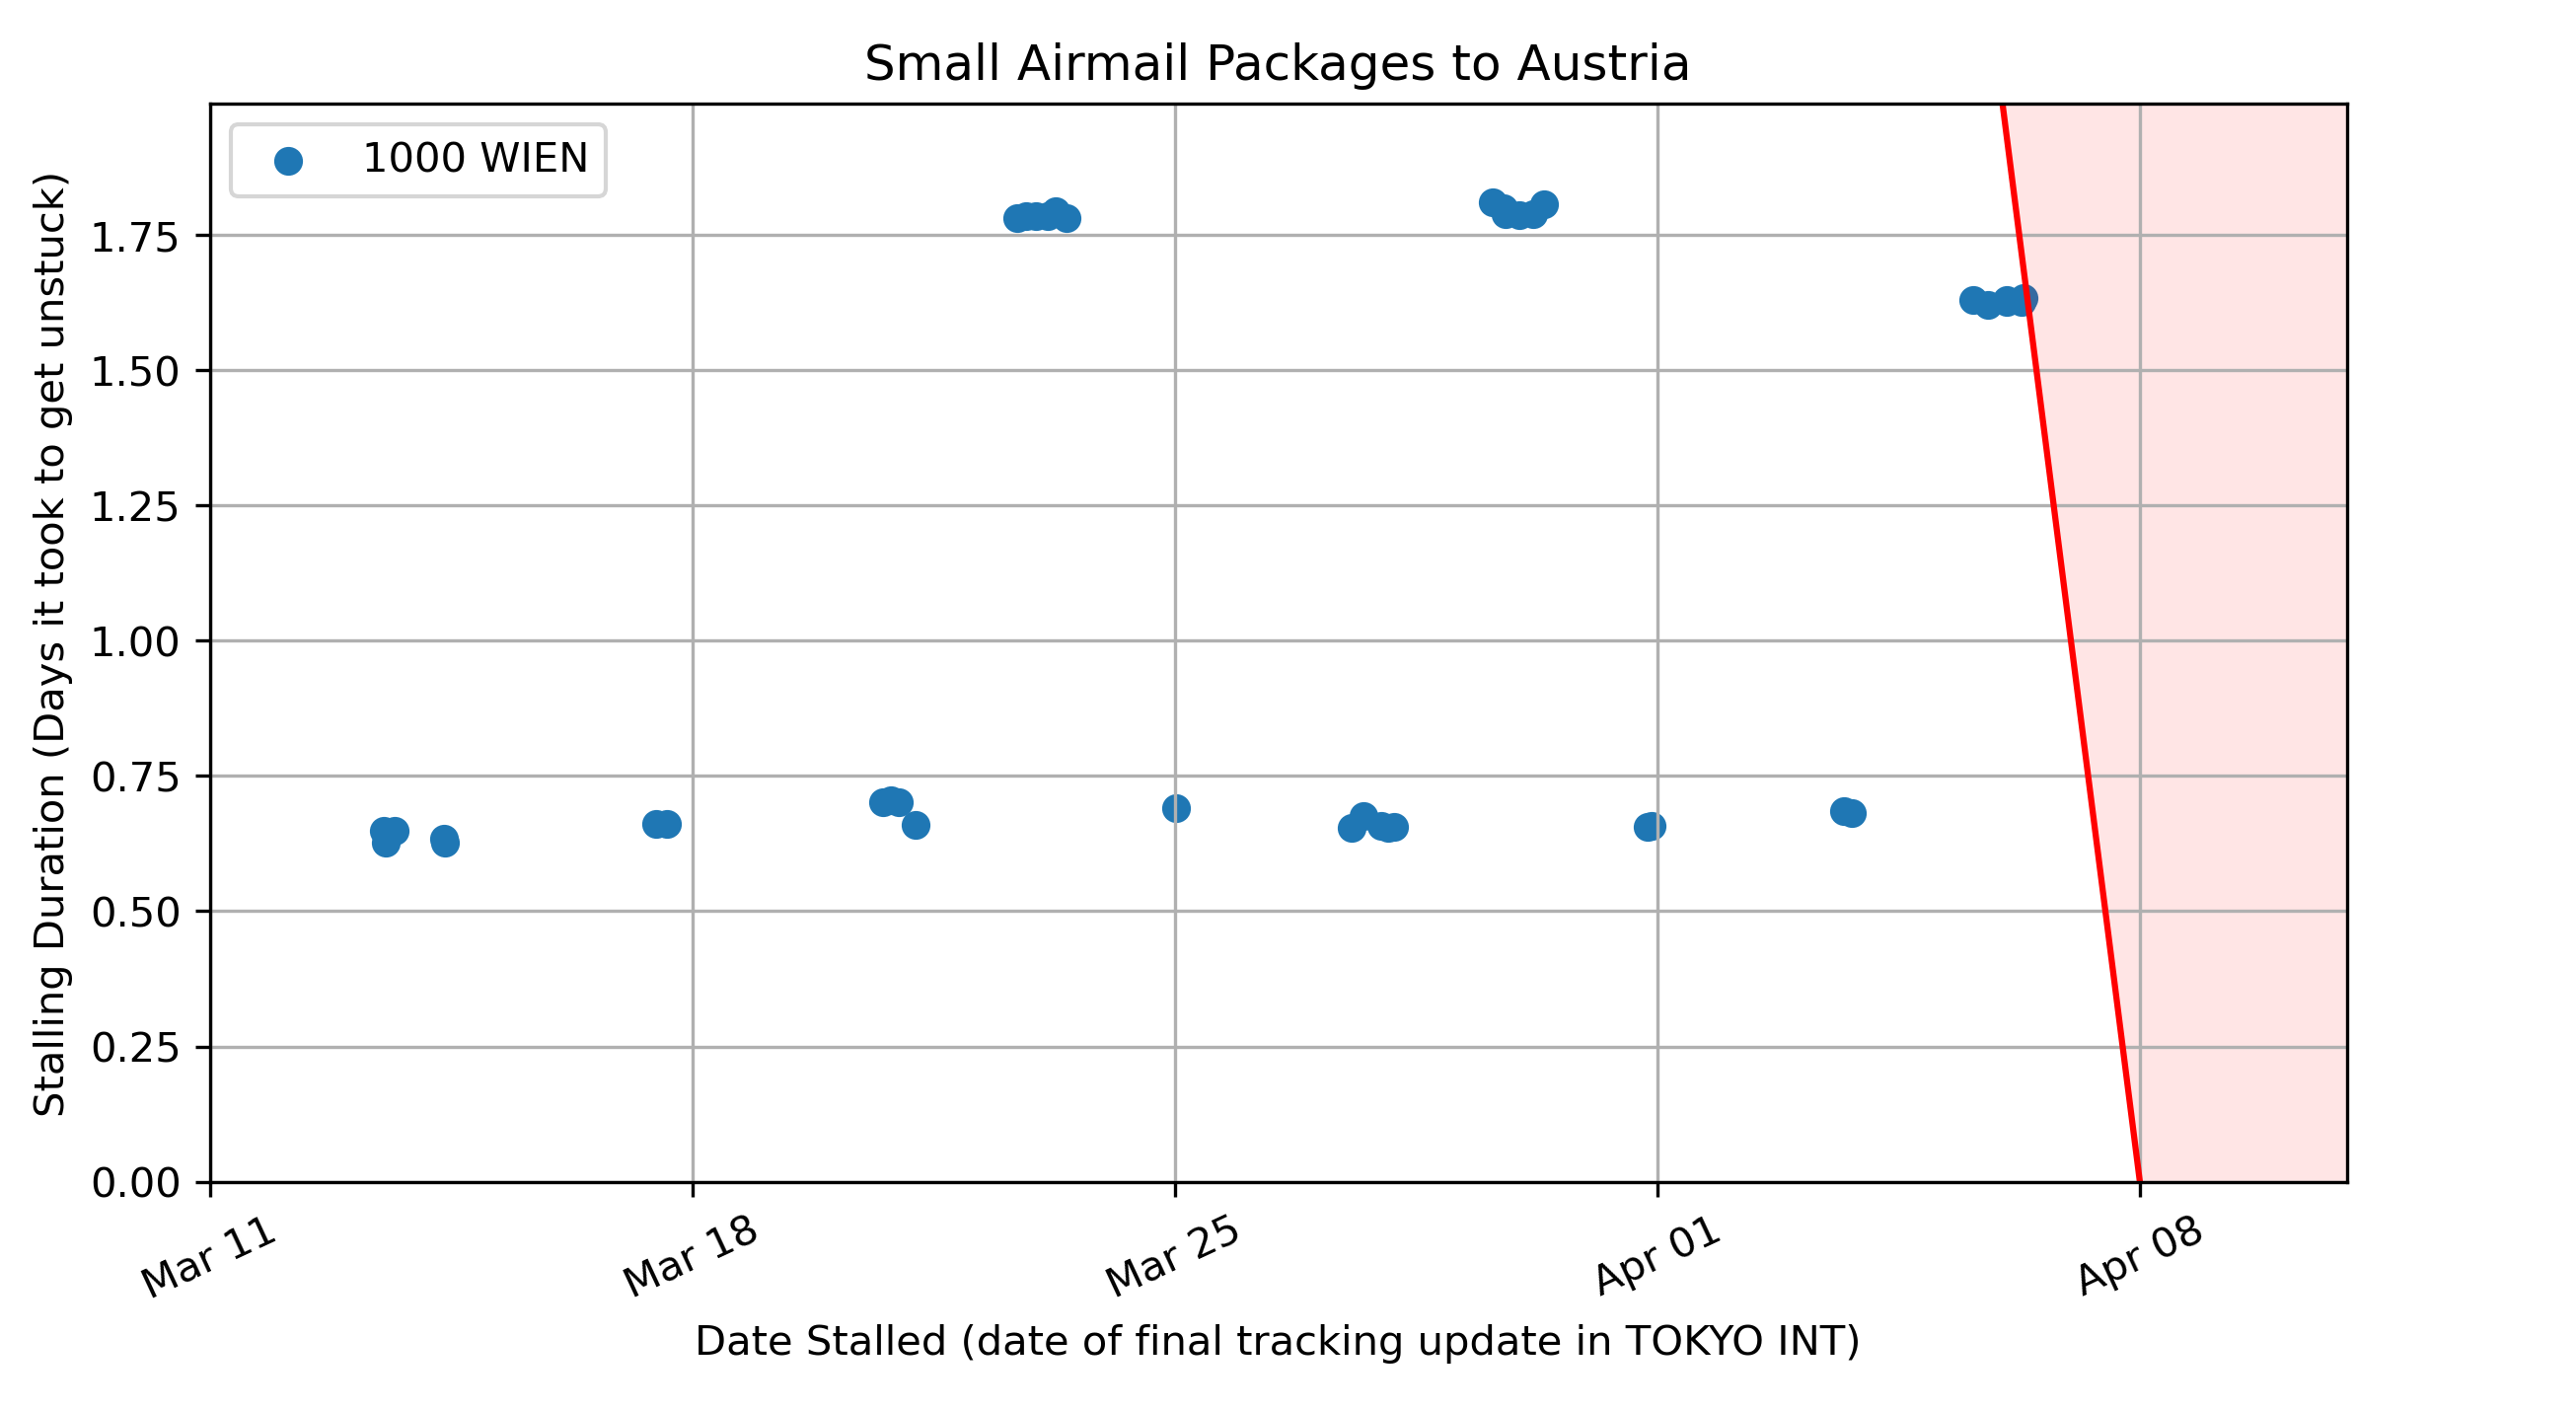 Small Airmail Packages to Austria
1000 WIEN
Stalling Duration (Days it took to get unstuck)
1.75
1.50
1.25
1.00
0.75
0.50
0.25
0.00
Mar 11
Mar 18
Mar 25
Apr 01
Apr 08
Date Stalled (date of final tracking update in TOKYO INT)